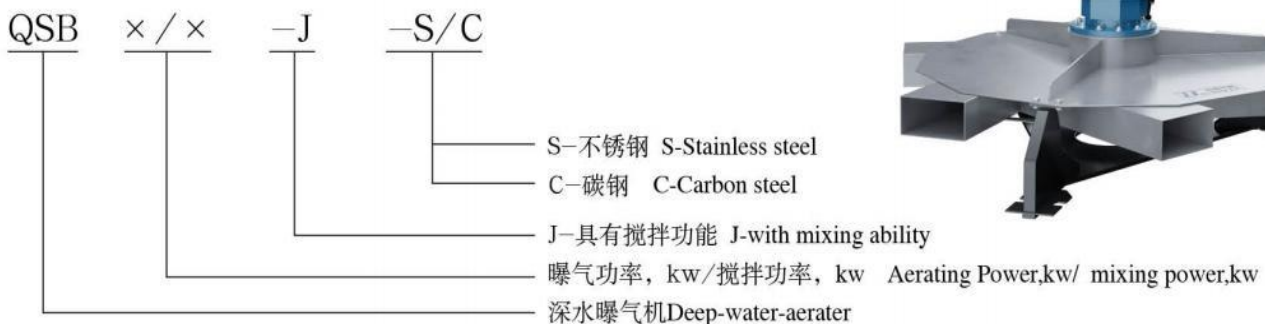 QSB ×/× -J -S/C
S-不锈钢 S-Stainless steel
C-碳钢 C-Carbon steel
J-具有搅拌功能 J-with mixing ability
曝气功率，kw/搅拌功率，kw Aerating Power,kw/ mixing power,kw
深水曝气机Deep-water-aerater